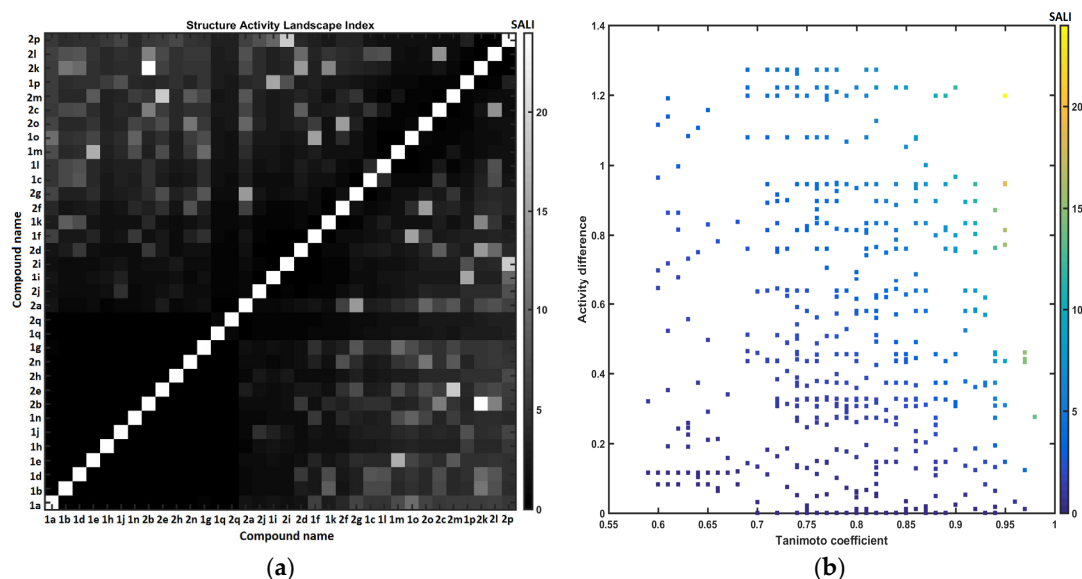 Structure Activity Landscape Index
SALI
2p
2l
2k
1p
2m
2c
2o
1o
1m
1l
1c
2g
2f
1k
1f
2d
2i
1i
2j
2a
2q
1q
1g
2n
2h
2e
2b
1n
1j
1h
1e
1d
1b
1a
Compound name
1a 1b 1d 1e 1h 1j 1n 2b 2e 2h 2n 1g 1q 2q 2a 2j 1i 2i 2d 1f 1k 2f 2g 1c 1l 1m 1o 2o 2c 2m 1p 2k 2l 2p
Compound name
20
15
10
5
0
(a)
(b)
SALI
1.4
1.2
1
0.8
0.6
0.4
0.2
0
Activity difference
0.55 0.6 0.65 0.7 0.75 0.8 0.85 0.9 0.95 1
Tanimoto coefficient
20
15
10
5
0